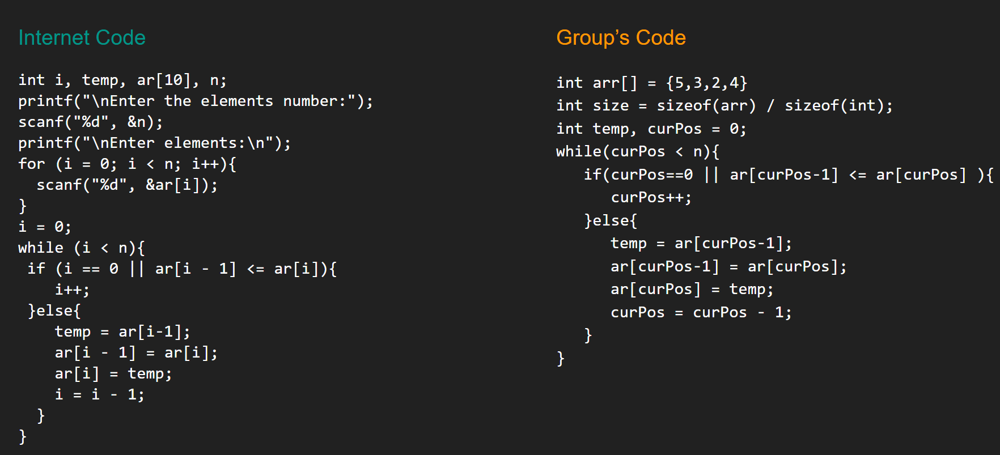 Internet Code
int i, temp, ar[10], n;
printf("\nEnter the elements number:");
scanf("%d", &n);
printf("\nEnter elements:\n");
for (i = 0; i < n; i++){
  scanf("%d", &ar[i]);
}
i = 0;
while (i < n){
 if (i == 0 || ar[i - 1] <= ar[i]){
    i++;
 }else{
    temp = ar[i-1];
    ar[i - 1] = ar[i];
    ar[i] = temp;
    i = i - 1;
  }
}
Group’s Code
int arr[] = {5,3,2,4}
int size = sizeof(arr) / sizeof(int);
int temp, curPos = 0;
while(curPos < n){
   if(curPos==0 || ar[curPos-1] <= ar[curPos] ){
      curPos++;
   }else{
      temp = ar[curPos-1];
      ar[curPos-1] = ar[curPos];
      ar[curPos] = temp;
      curPos = curPos - 1;
   }
}